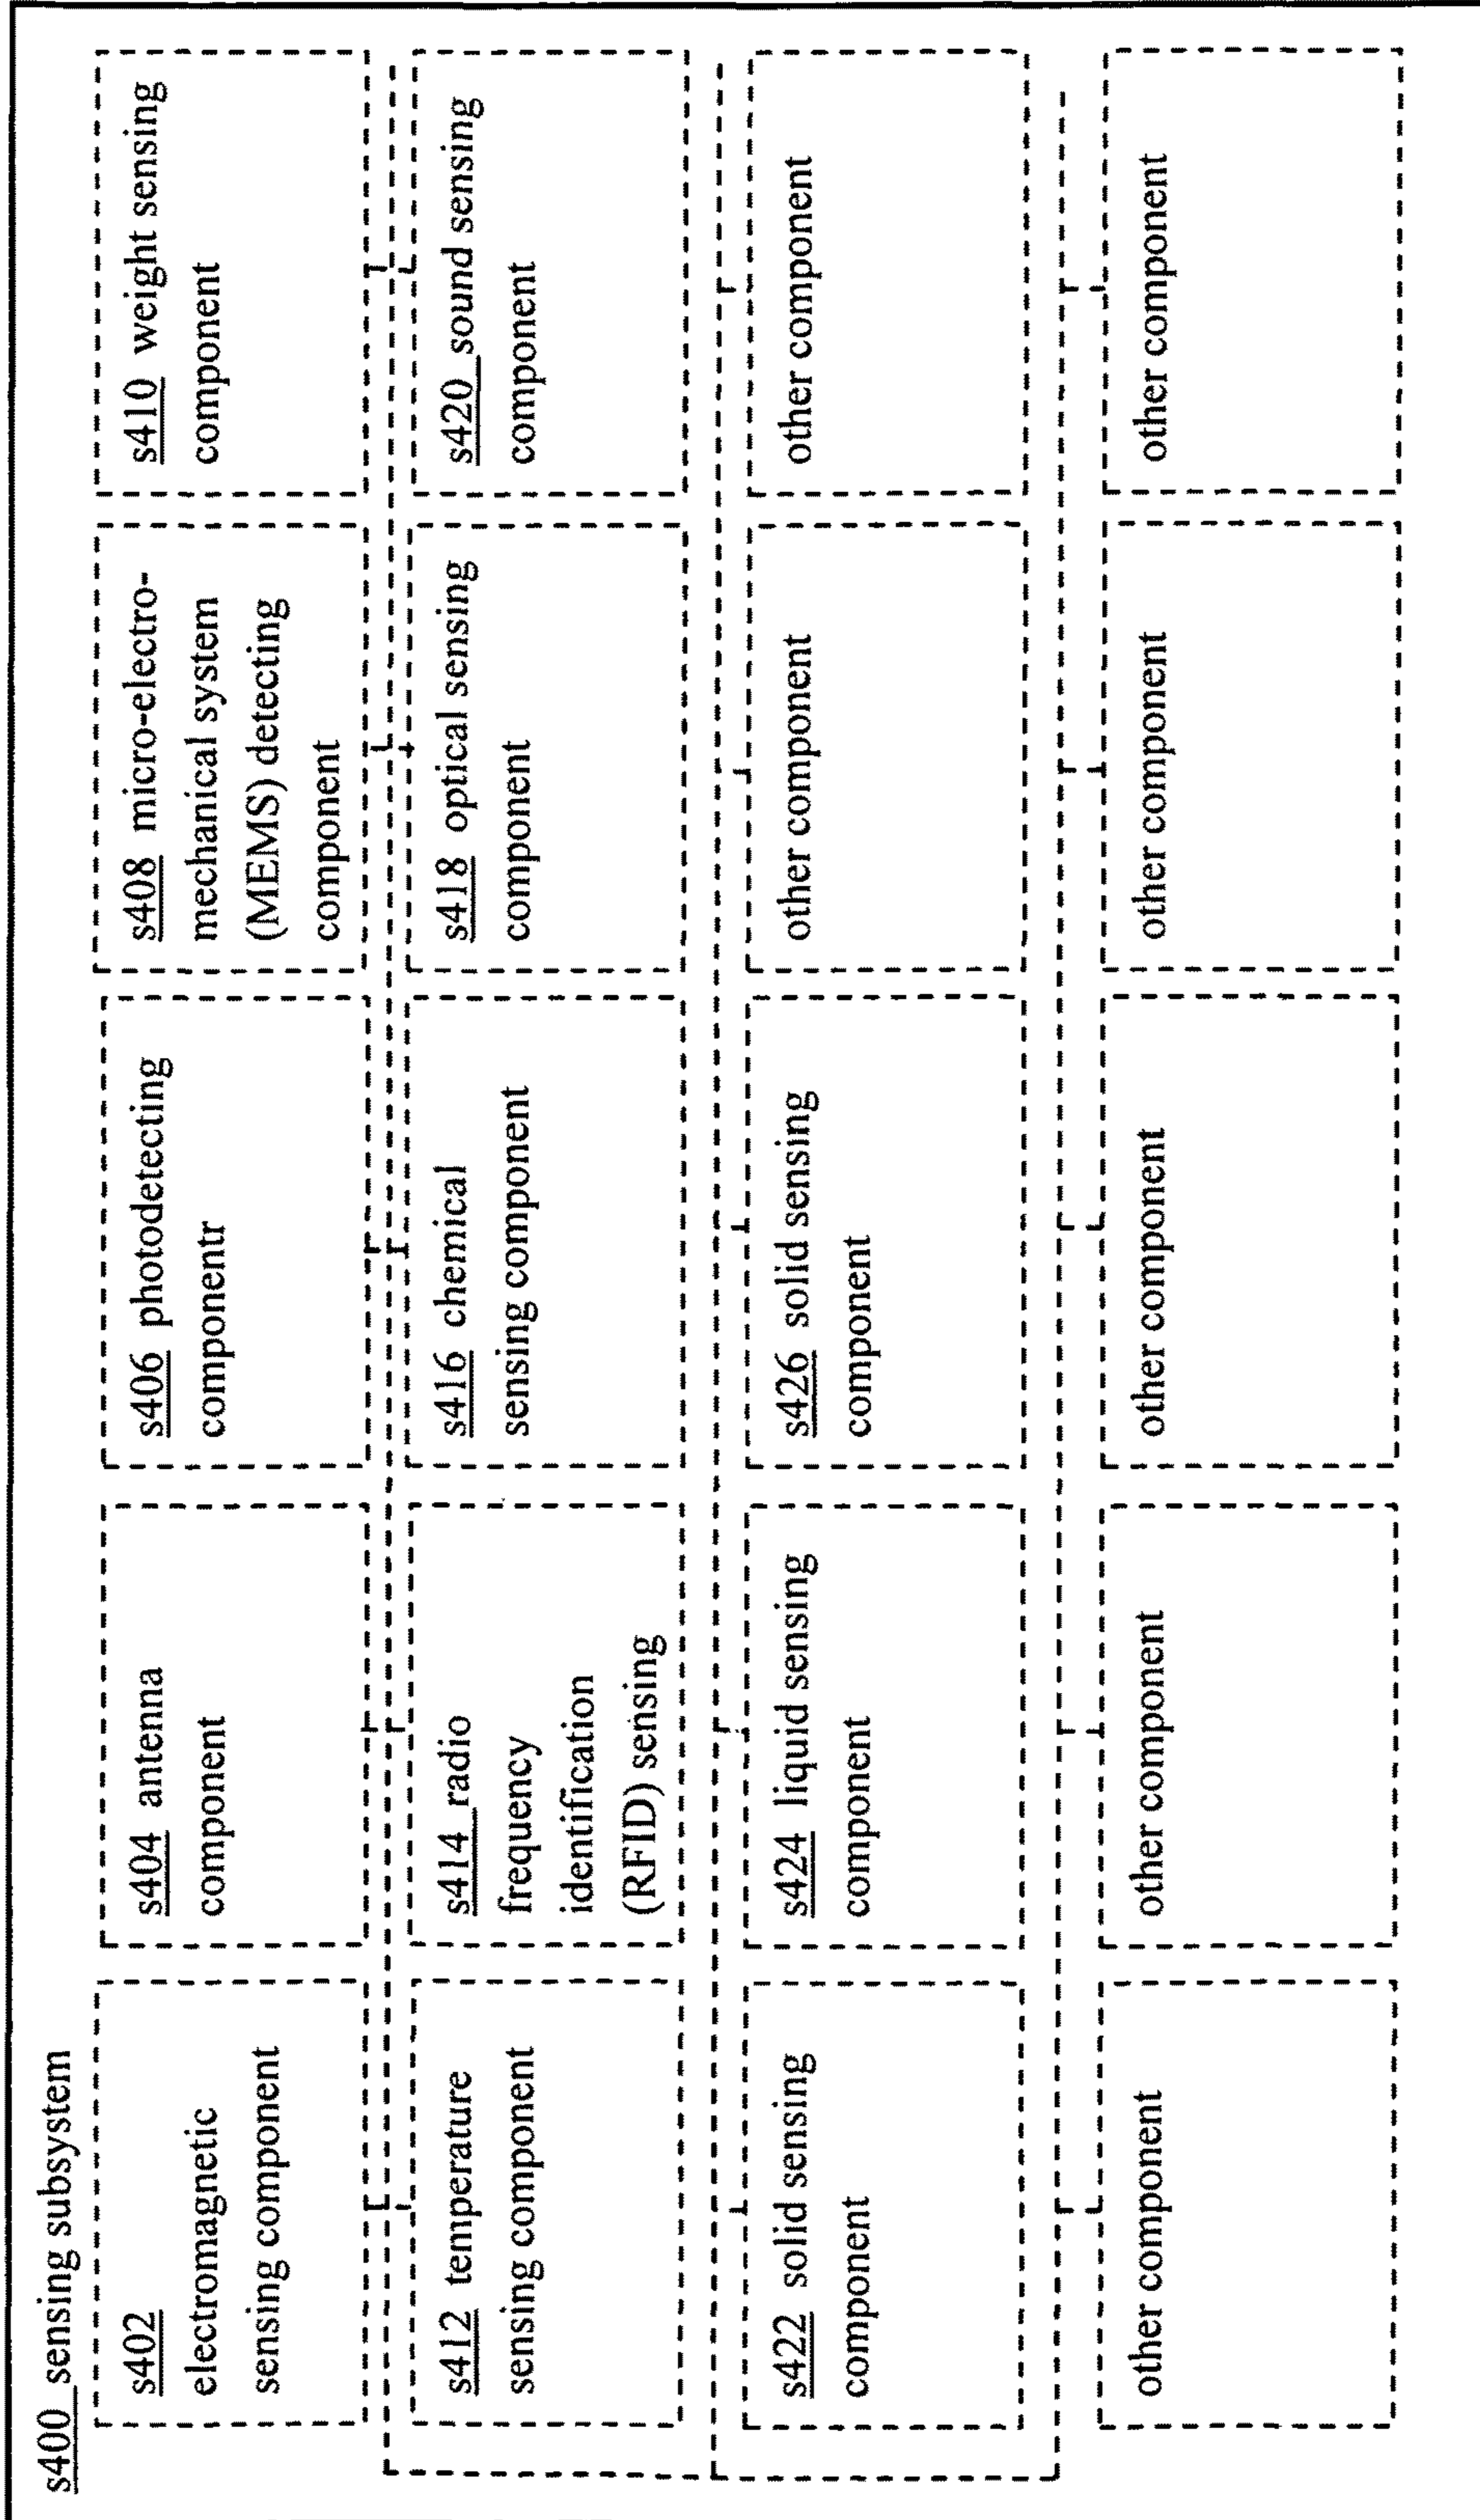 s400 sensing subsystem
s402
electromagnetic
sensing component
s404 antenna
component
s406 photodetecting
componentr
s408 micro-electro-
mechanical system
(MEMS) detecting
component
s410 weight sensing
component
s412 temperature
sensing component
s414 radio
frequency
identification
(RFID) sensing
s416 chemical
sensing component
s418 optical sensing
component
s420 sound sensing
component
s422 solid sensing
component
s424 liquid sensing
component
s426 solid sensing
component
other component
other component
other component
other component
other component
other component
other component